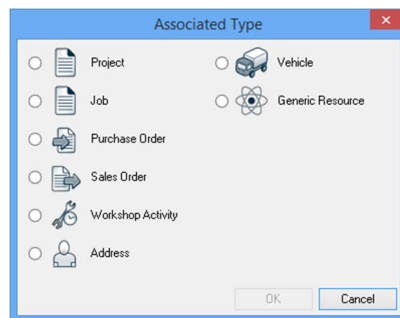 Associated Type
Project
Vehicle
Job
Generic Resource
Purchase Order
Sales Order
Workshop Activity
Address
OK
Cancel